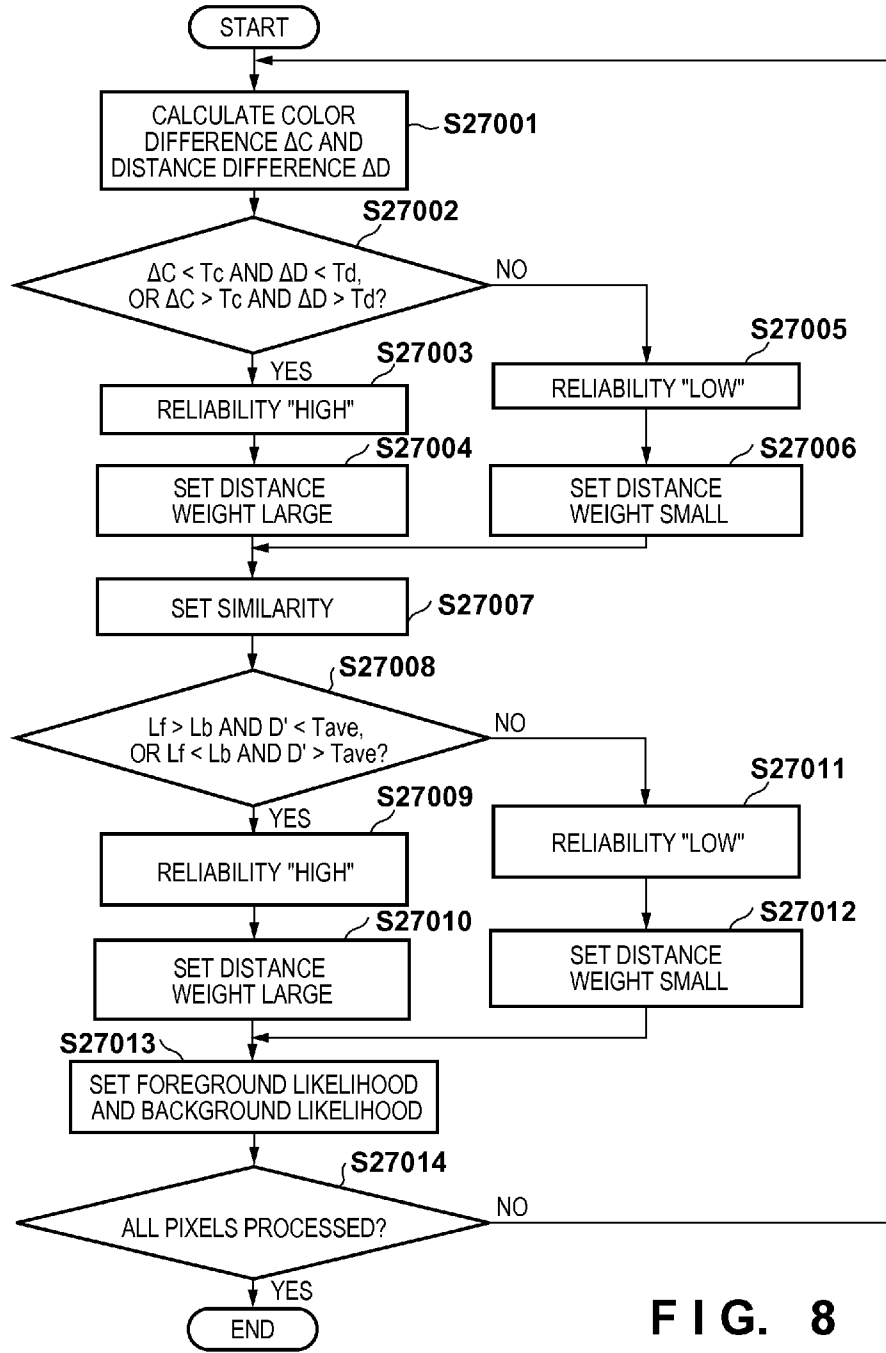 START
CALCULATE COLOR
DIFFERENCE ΔC AND
DISTANCE DIFFERENCE ΔD
S27001
S27002
ΔC < Tc AND ΔD < Td,
OR ΔC > Tc AND ΔD > Td?
NO
YES
S27003
RELIABILITY "HIGH"
S27005
RELIABILITY "LOW"
S27004
SET DISTANCE
WEIGHT LARGE
S27006
SET DISTANCE
WEIGHT SMALL
SET SIMILARITY
S27007
S27008
Lf > Lb AND D' < Tave,
OR Lf < Lb AND D' > Tave?
NO
YES
S27009
RELIABILITY "HIGH"
S27011
RELIABILITY "LOW"
S27010
SET DISTANCE
WEIGHT LARGE
S27012
SET DISTANCE
WEIGHT SMALL
S27013
SET FOREGROUND LIKELIHOOD
AND BACKGROUND LIKELIHOOD
S27014
ALL PIXELS PROCESSED?
NO
YES
END
FIG. 8